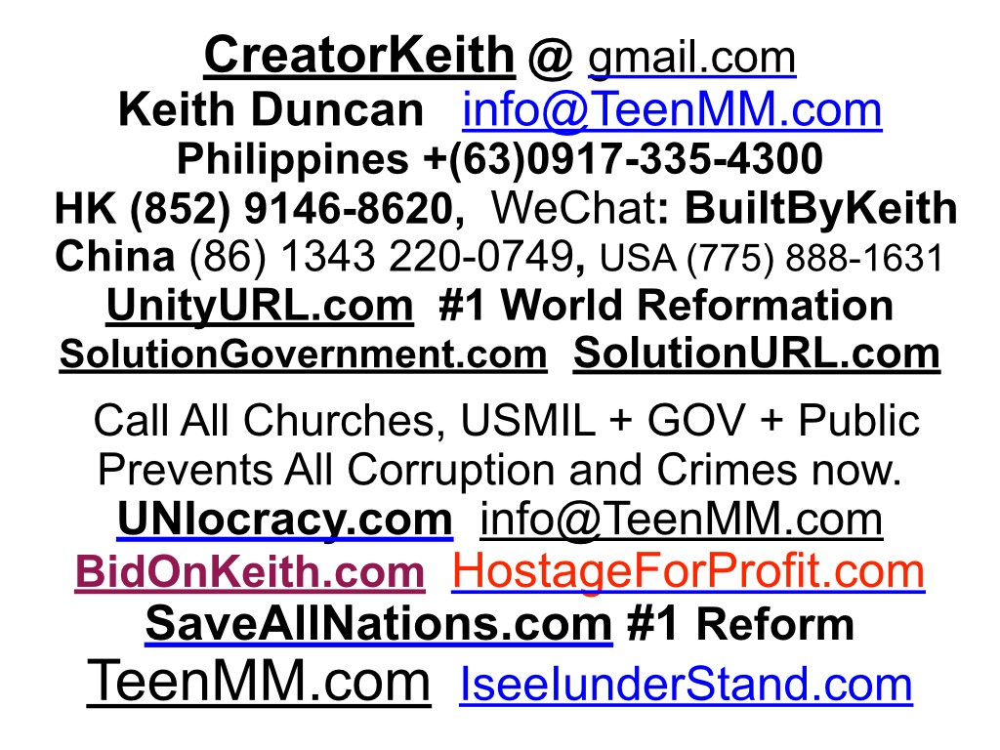 CreatorKeith @ gmail.com
Keith Duncan info@TeenMM.com
Philippines +(63)0917-335-4300
HK (852) 9146-8620, WeChat: BuiltByKeith
China (86) 1343 220-0749, USA (775) 888-1631
UnityURL.com #1 World Reformation
SolutionGovernment.com SolutionURL.com
Call All Churches, USMIL + GOV + Public
Prevents All Corruption and Crimes now.
UNIocracy.com info@TeenMM.com
BidOnKeith.com HostageForProfit.com
SaveAllNations.com #1 Reform
TeenMM.com IseeIunderStand.com